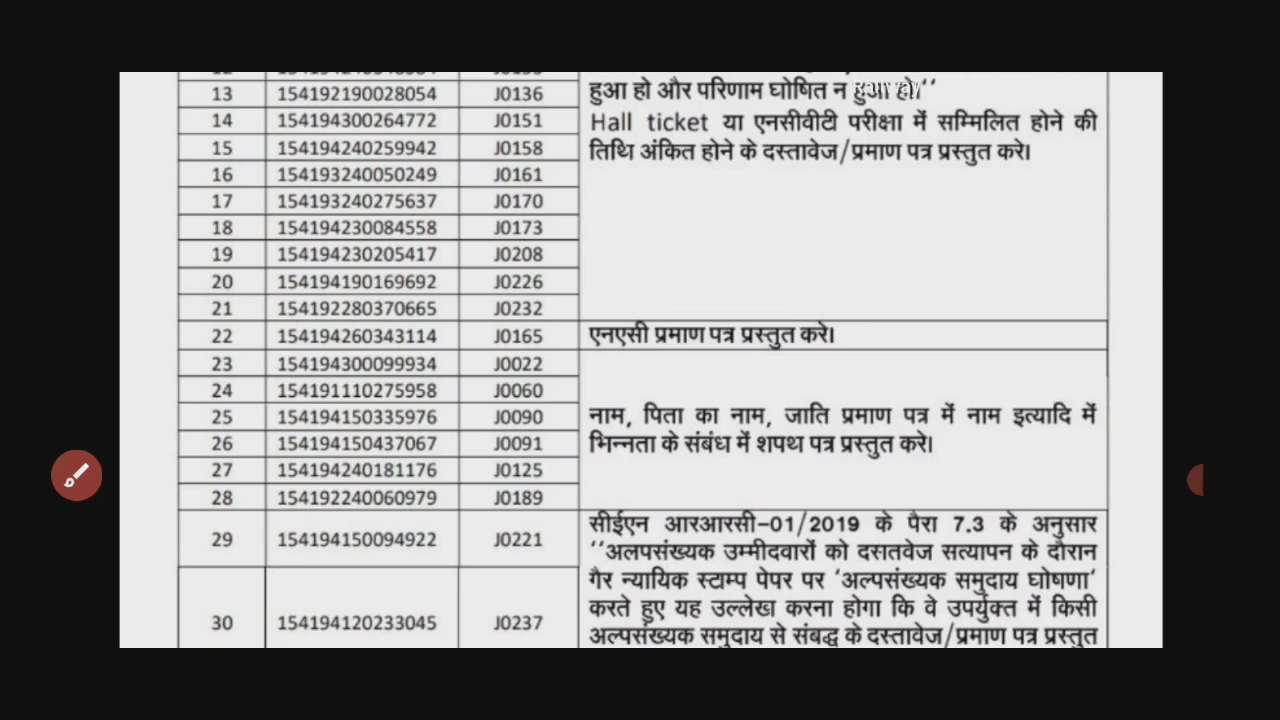 13 154192190028054 J0136 हुआ हो और परिणाम घोषित न हुआ हो''
Railway
14 154194300264772 J0151 Hall ticket या एनसीवीटी परीक्षा में सम्मिलित होने की
15 154194240259942 J0158 तिथि अंकित होने के दस्तावेज/प्रमाण पत्र प्रस्तुत करे।
16 154193240050249 J0161
17 154193240275637 J0170
18 154194230084558 J0173
19 154194230205417 J0208
20 154194190169692 J0226
21 154192280370665 J0232
22 154194260343114 J0165 एनएसी प्रमाण पत्र प्रस्तुत करे।
23 154194300099934 J0022
24 154191110275958 J0060
25 154194150335976 J0090 नाम, पिता का नाम, जाति प्रमाण पत्र में नाम इत्यादि में
26 154194150437067 J0091 भिन्नता के संबंध में शपथ पत्र प्रस्तुत करे।
27 154194240181176 J0125
28 154192240060979 J0189
सीईएन आरआरसी-01/2019 के पैरा 7.3 के अनुसार
29 154194150094922 J0221 ''अलपसंख्यक उम्मीदवारों को दसतवेज सत्यापन के दौरान
गैर न्यायिक स्टाम्प पेपर पर 'अल्पसंख्यक समुदाय घोषणा'
करते हुए यह उल्लेखा करना होगा कि वे उपर्युक्त में किसी
30 154194120233045 J0237 अल्पसंख्यक समुदाय से संबद्ध के दस्तावेज/प्रमाण पत्र प्रस्तुत